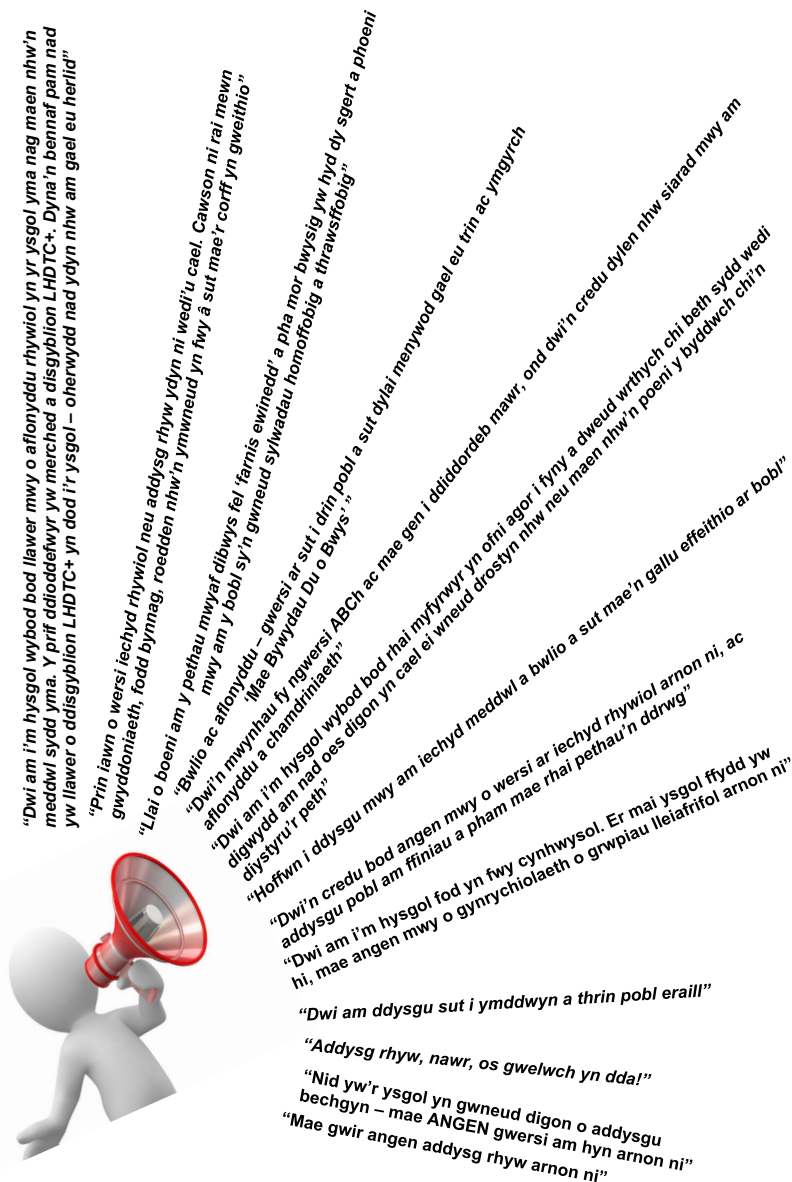 “Dwi am i’m hysgol wybod bod llawer mwy o aflonyddu rhywiol yn yr ysgol yma nag maen nhw’n
meddwl sydd yma. Y prif ddioddefwyr yw merched a disgyblion LHDTC+. Dyna’n bennaf pam nad
yw llawer o ddisgyblion LHDTC+ yn dod i’r ysgol – oherwydd nad ydyn nhw am gael eu herlid”
“Prin iawn o wersi iechyd rhywiol neu addysg rhyw ydyn ni wedi’u cael. Cawson ni rai mewn
gwyddoniaeth, fodd bynnag, roedden nhw’n ymwneud yn fwy â sut mae’r corff yn gweithio”
“Llai o boeni am y pethau mwyaf dibwys fel ‘farnis ewinedd’ a pha mor bwysig yw hyd dy sgert a phoeni
mwy am y bobl sy’n gwneud sylwadau homoffobig a thrawsffobig”
“Bwlio ac aflonyddu – gwersi ar sut i drin pobl a sut dylai menywod gael eu trin ac ymgyrch
‘Mae Bywydau Du o Bwys’ ”
“Dwi’n mwynhau fy ngwersi ABCh ac mae gen i ddiddordeb mawr, ond dwi’n credu dylen nhw siarad mwy am
aflonyddu a chamdriniaeth”
“Dwi am i’m hysgol wybod bod rhai myfyrwyr yn ofni agor i fyny a dweud wrthych chi beth sydd wedi
digwydd am nad oes digon yn cael ei wneud drostyn nhw neu maen nhw’n poeni y byddwch chi’n
diystyru’r peth”
“Hoffwn i ddysgu mwy am iechyd meddwl a bwlio a sut mae’n gallu effeithio ar bobl”
“Dwi’n credu bod angen mwy o wersi ar iechyd rhywiol arnon ni, ac
addysgu pobl am ffiniau a pham mae rhai pethau’n ddrwg”
“Dwi am i’m hysgol fod yn fwy cynhwysol. Er mai ysgol ffydd yw
hi, mae angen mwy o gynrychiolaeth o grwpiau lleiafrifol arnon ni”
“Dwi am ddysgu sut i ymddwyn a thrin pobl eraill”
“Addysg rhyw, nawr, os gwelwch yn dda!”
“Nid yw’r ysgol yn gwneud digon o addysgu
bechgyn – mae ANGEN gwersi am hyn arnon ni”
“Mae gwir angen addysg rhyw arnon ni”